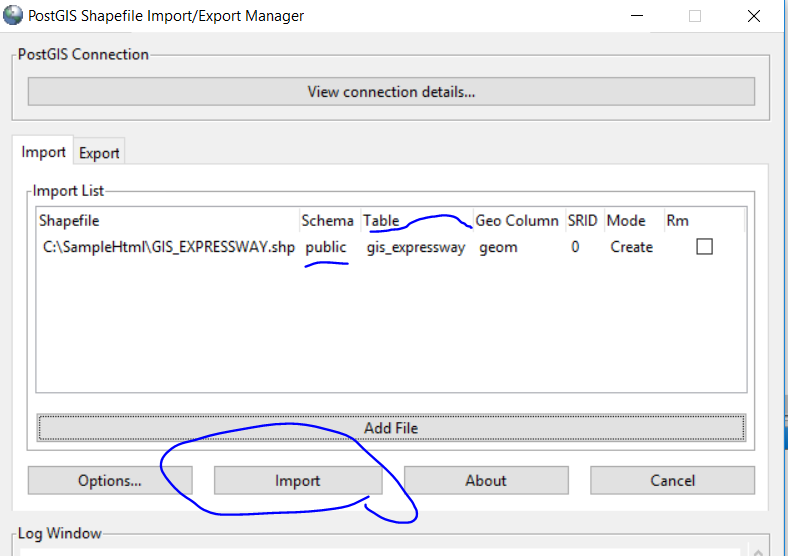 PostGIS Shapefile Import/Export Manager
PostGIS Connection
View connection details...
Import Export
Import List
Shapefile Schema Table Geo Column SRID Mode Rm
C:\SampleHtml\GIS_EXPRESSWAY.shp public gis_expressway geom 0 Create
Add File
Options... Import About Cancel
Log Window